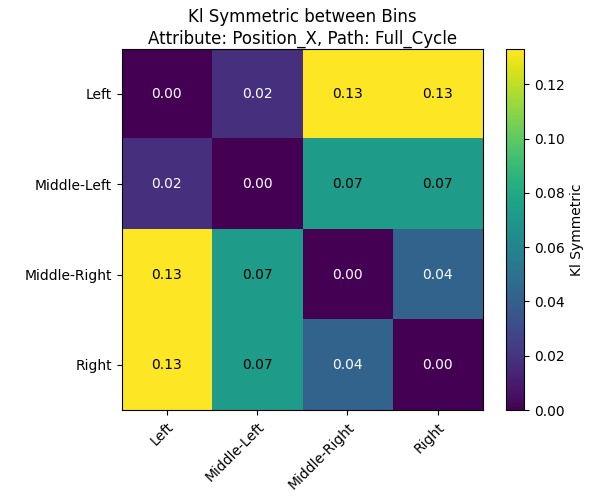 Kl Symmetric between Bins
Attribute: Position_X, Path: Full_Cycle
Left 0.00 0.02 0.13 0.13
Middle-Left 0.02 0.00 0.07 0.07
Middle-Right 0.13 0.07 0.00 0.04
Right 0.13 0.07 0.04 0.00
Left Middle-Left Middle-Right Right
0.12
0.10
0.08
0.06
0.04
0.02
0.00
Kl Symmetric